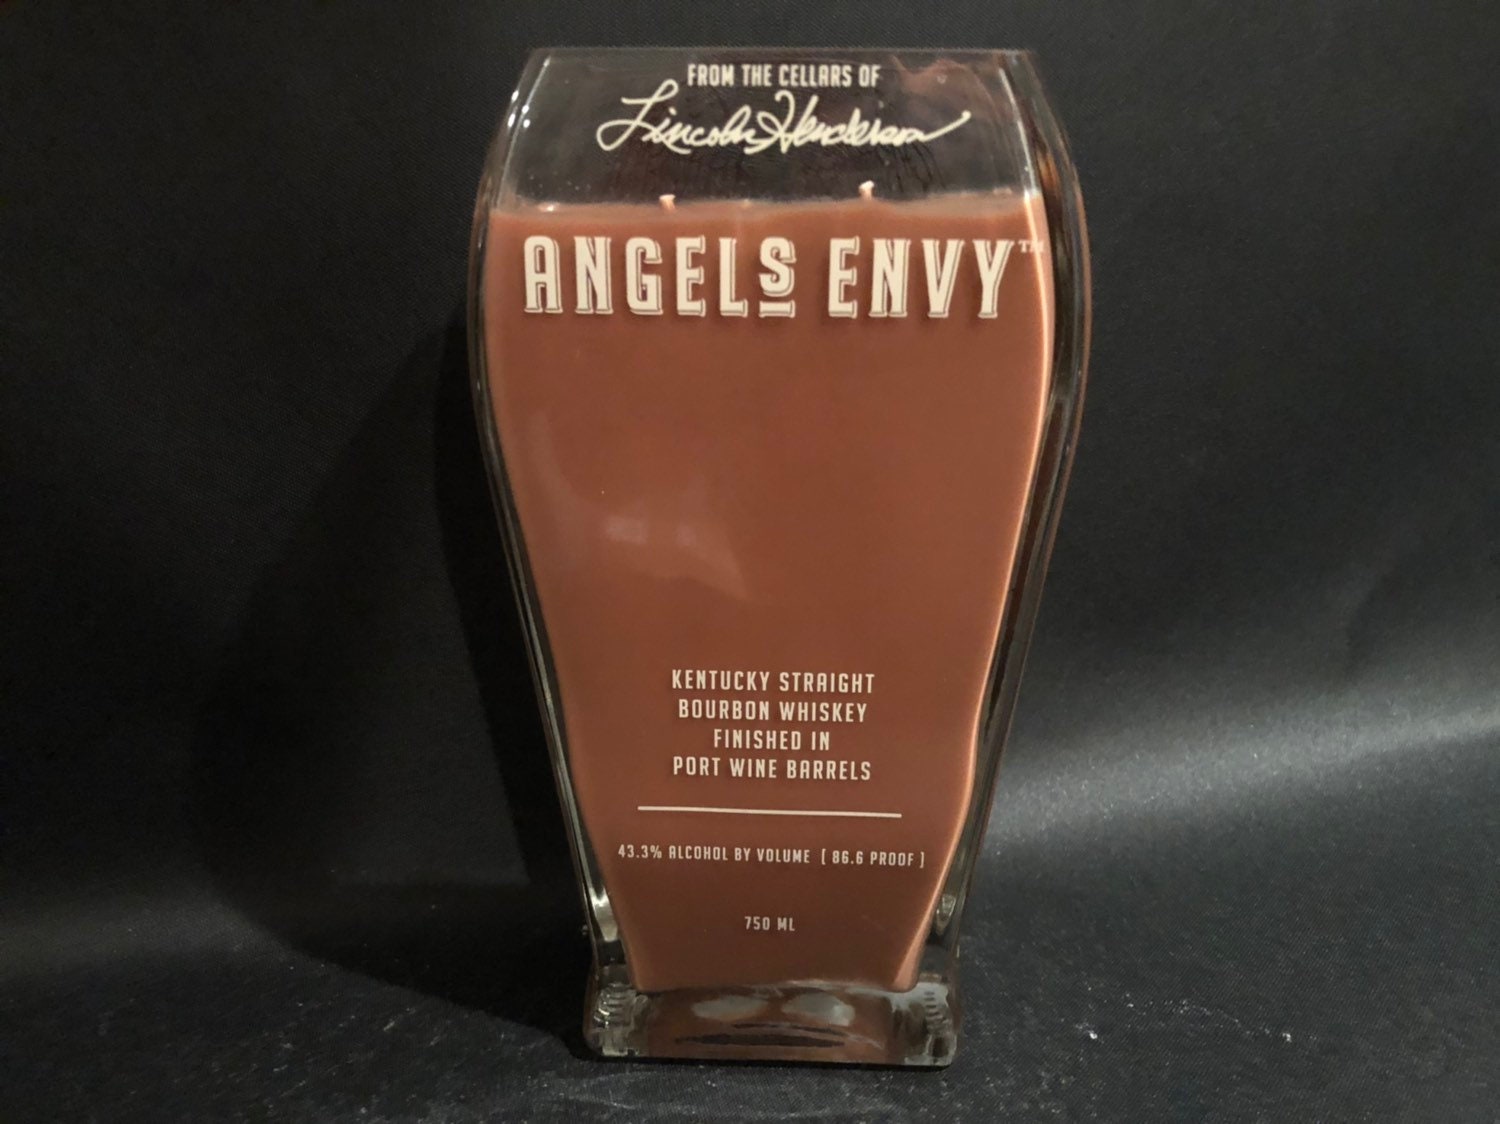 FROM THE CELLARS OF
Lincoln Henderson
ANGELS ENVY™
KENTUCKY STRAIGHT
BOURBON WHISKEY
FINISHED IN
PORT WINE BARRELS
43.3% ALCOHOL BY VOLUME [ 86.6 PROOF ]
750 ML